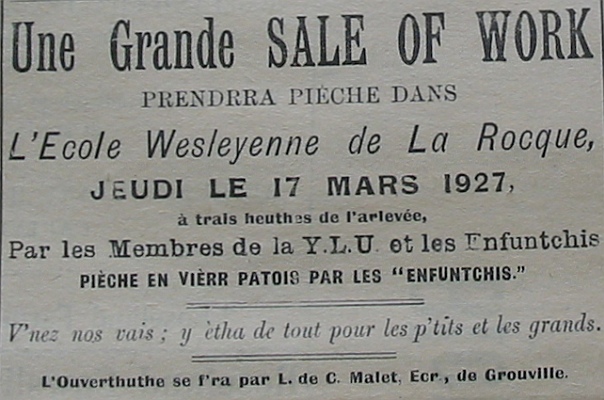 Une Grande SALE OF WORK
PRENDRRA PIÈCHE DANS
L'Ecole Wesleyenne de La Rocque,
JEUDI LE 17 MARS 1927,
à trais heuthes de l'arlevée,
Par les Membres de la Y.L.U. et les Enfuntchis
PIÈCHE EN VIÈRR PATOIS PAR LES "ENFUNTCHIS."
V'nez nos vais; y ètha de tout pour les p'tits et les grands.
L'Ouverthuthe se f'ra par L. de C. Malet, Ecr., de Grouville.